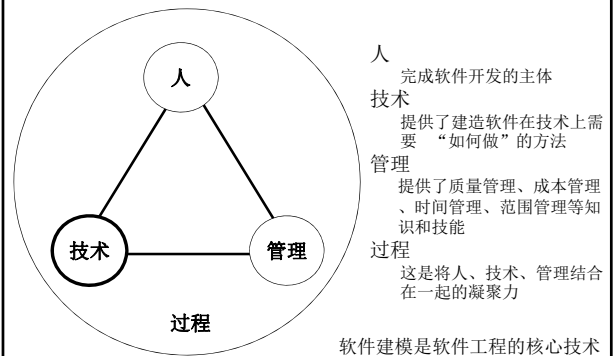 人
技术
管理
过程
人
完成软件开发的主体
技术
提供了建造软件在技术上需
要 “如何做”的方法
管理
提供了质量管理、成本管理
、时间管理、范围管理等知
识和技能
过程
这是将人、技术、管理结合
在一起的凝聚力
软件建模是软件工程的核心技术